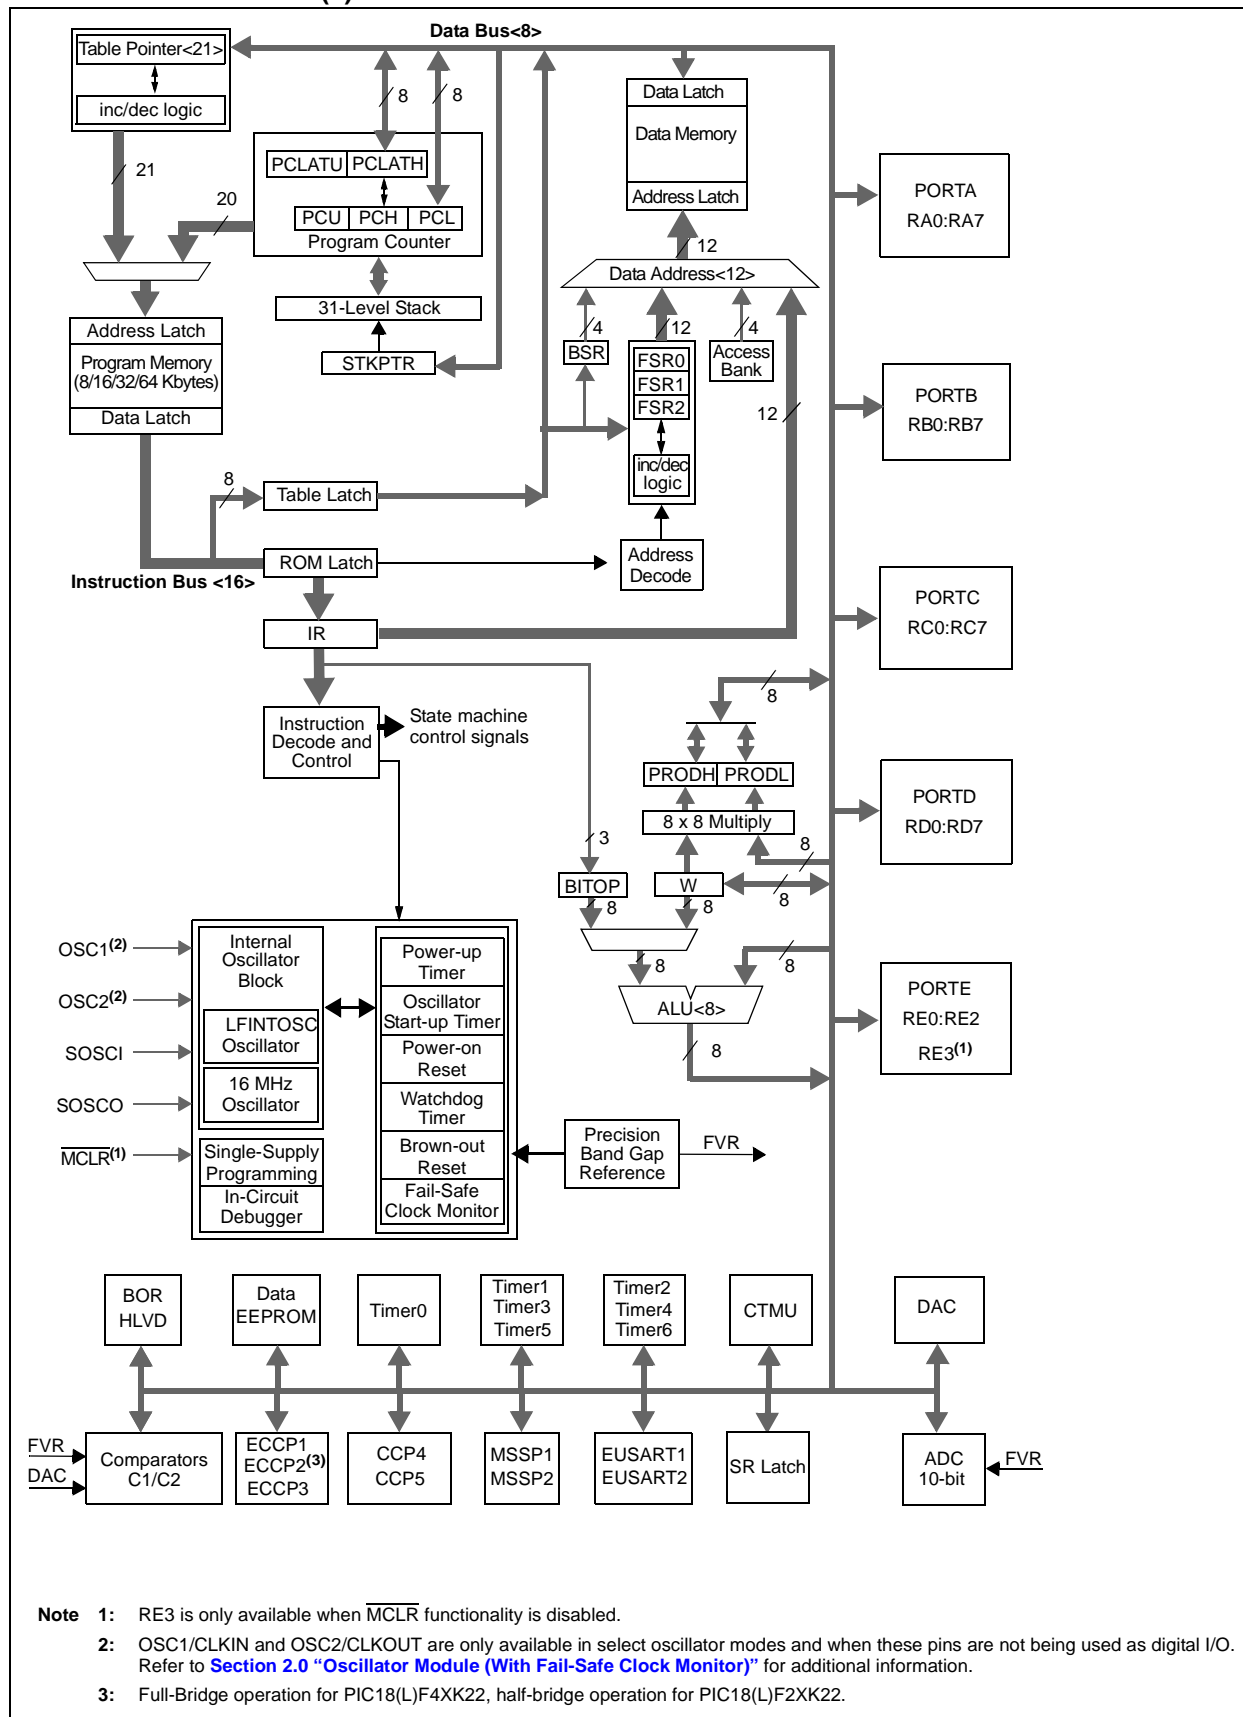 Data Bus<8>
Table Pointer<21>
inc/dec logic
21
20
8
8
PCLATU PCLATH
PCU PCH PCL
Program Counter
31-Level Stack
STKPTR
Data Latch
Data Memory
Address Latch
12
Data Address<12>
4
12
4
BSR
FSR0
FSR1
FSR2
inc/dec
logic
Access
Bank
12
Address
Decode
Address Latch
Program Memory
(8/16/32/64 Kbytes)
Data Latch
8
Table Latch
ROM Latch
Instruction Bus <16>
IR
Instruction
Decode and
Control
State machine
control signals
8
PRODH PRODL
8 x 8 Multiply
3
8
BITOP
W
8
8
8
8
8
ALU<8>
8
PORTA
RA0:RA7
PORTB
RB0:RB7
PORTC
RC0:RC7
PORTD
RD0:RD7
PORTE
RE0:RE2
RE3(1)
OSC1(2)
OSC2(2)
SOSCI
SOSCO
MCLR(1)
Internal
Oscillator
Block
LFINTOSC
Oscillator
16 MHz
Oscillator
Single-Supply
Programming
In-Circuit
Debugger
Power-up
Timer
Oscillator
Start-up Timer
Power-on
Reset
Watchdog
Timer
Brown-out
Reset
Fail-Safe
Clock Monitor
Precision
Band Gap
Reference
FVR
BOR
HLVD
Data
EEPROM
Timer0
Timer1
Timer3
Timer5
Timer2
Timer4
Timer6
CTMU
DAC
FVR
DAC
Comparators
C1/C2
ECCP1
ECCP2(3)
ECCP3
CCP4
CCP5
MSSP1
MSSP2
EUSART1
EUSART2
SR Latch
ADC
10-bit
FVR
Note 1: RE3 is only available when MCLR functionality is disabled.
2: OSC1/CLKIN and OSC2/CLKOUT are only available in select oscillator modes and when these pins are not being used as digital I/O.
Refer to Section 2.0 “Oscillator Module (With Fail-Safe Clock Monitor)” for additional information.
3: Full-Bridge operation for PIC18(L)F4XK22, half-bridge operation for PIC18(L)F2XK22.